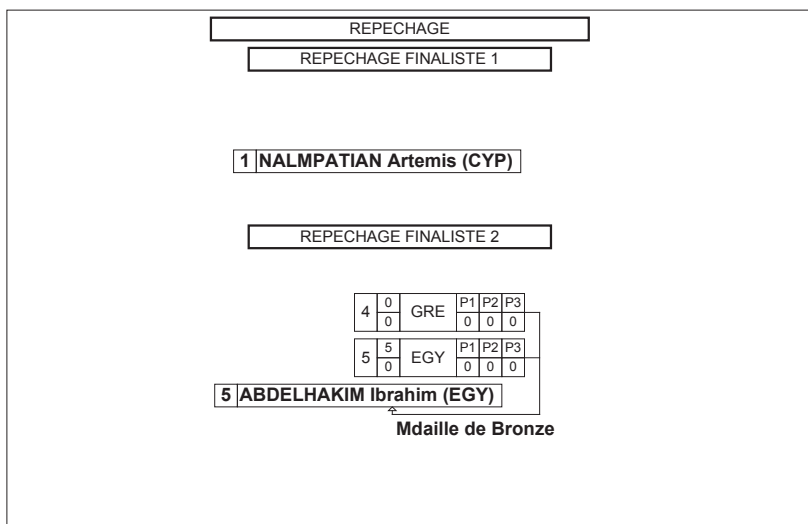 REPECHAGE
REPECHAGE FINALISTE 1
1 NALMPATIAN Artemis (CYP)
REPECHAGE FINALISTE 2
4 0 0 GRE P1 P2 P3 0 0 0
5 5 0 EGY P1 P2 P3 0 0 0
5 ABDELHAKIM Ibrahim (EGY)
Mdaille de Bronze